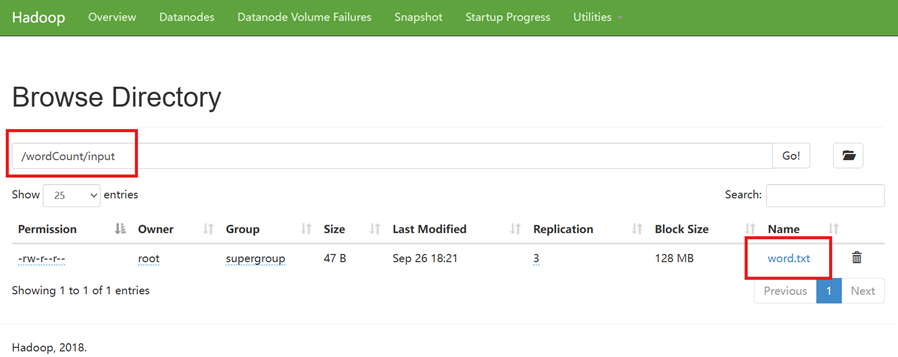 Hadoop Overview Datanodes Datanode Volume Failures Snapshot Startup Progress Utilities
Browse Directory
/wordCount/input Go!
Show 25 entries Search:
Permission Owner Group Size Last Modified Replication Block Size Name
-rw-r--r-- root supergroup 47 B Sep 26 18:21 3 128 MB word.txt
Showing 1 to 1 of 1 entries Previous 1 Next
Hadoop, 2018.